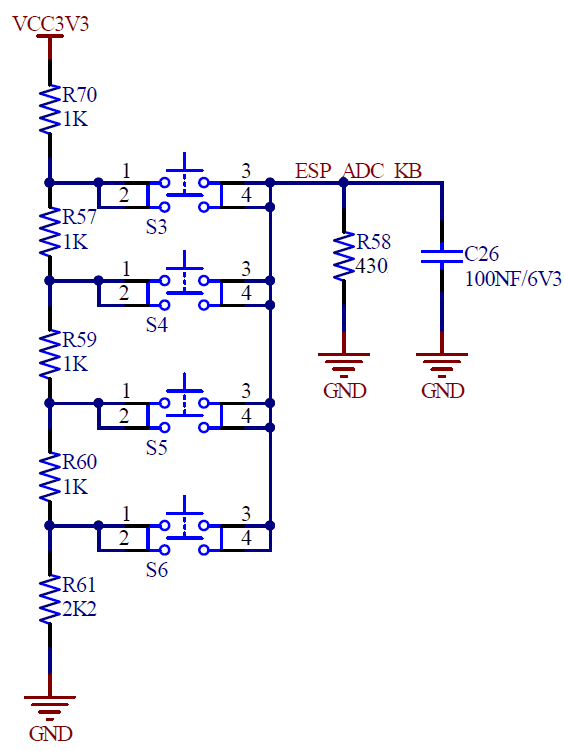 VCC3V3
R70
1K
1 3
2 4
S3
ESP_ADC_KB
R57
1K
R58
430
C26
100NF/6V3
1 3
2 4
S4
GND
GND
R59
1K
1 3
2 4
S5
R60
1K
1 3
2 4
S6
R61
2K2
GND